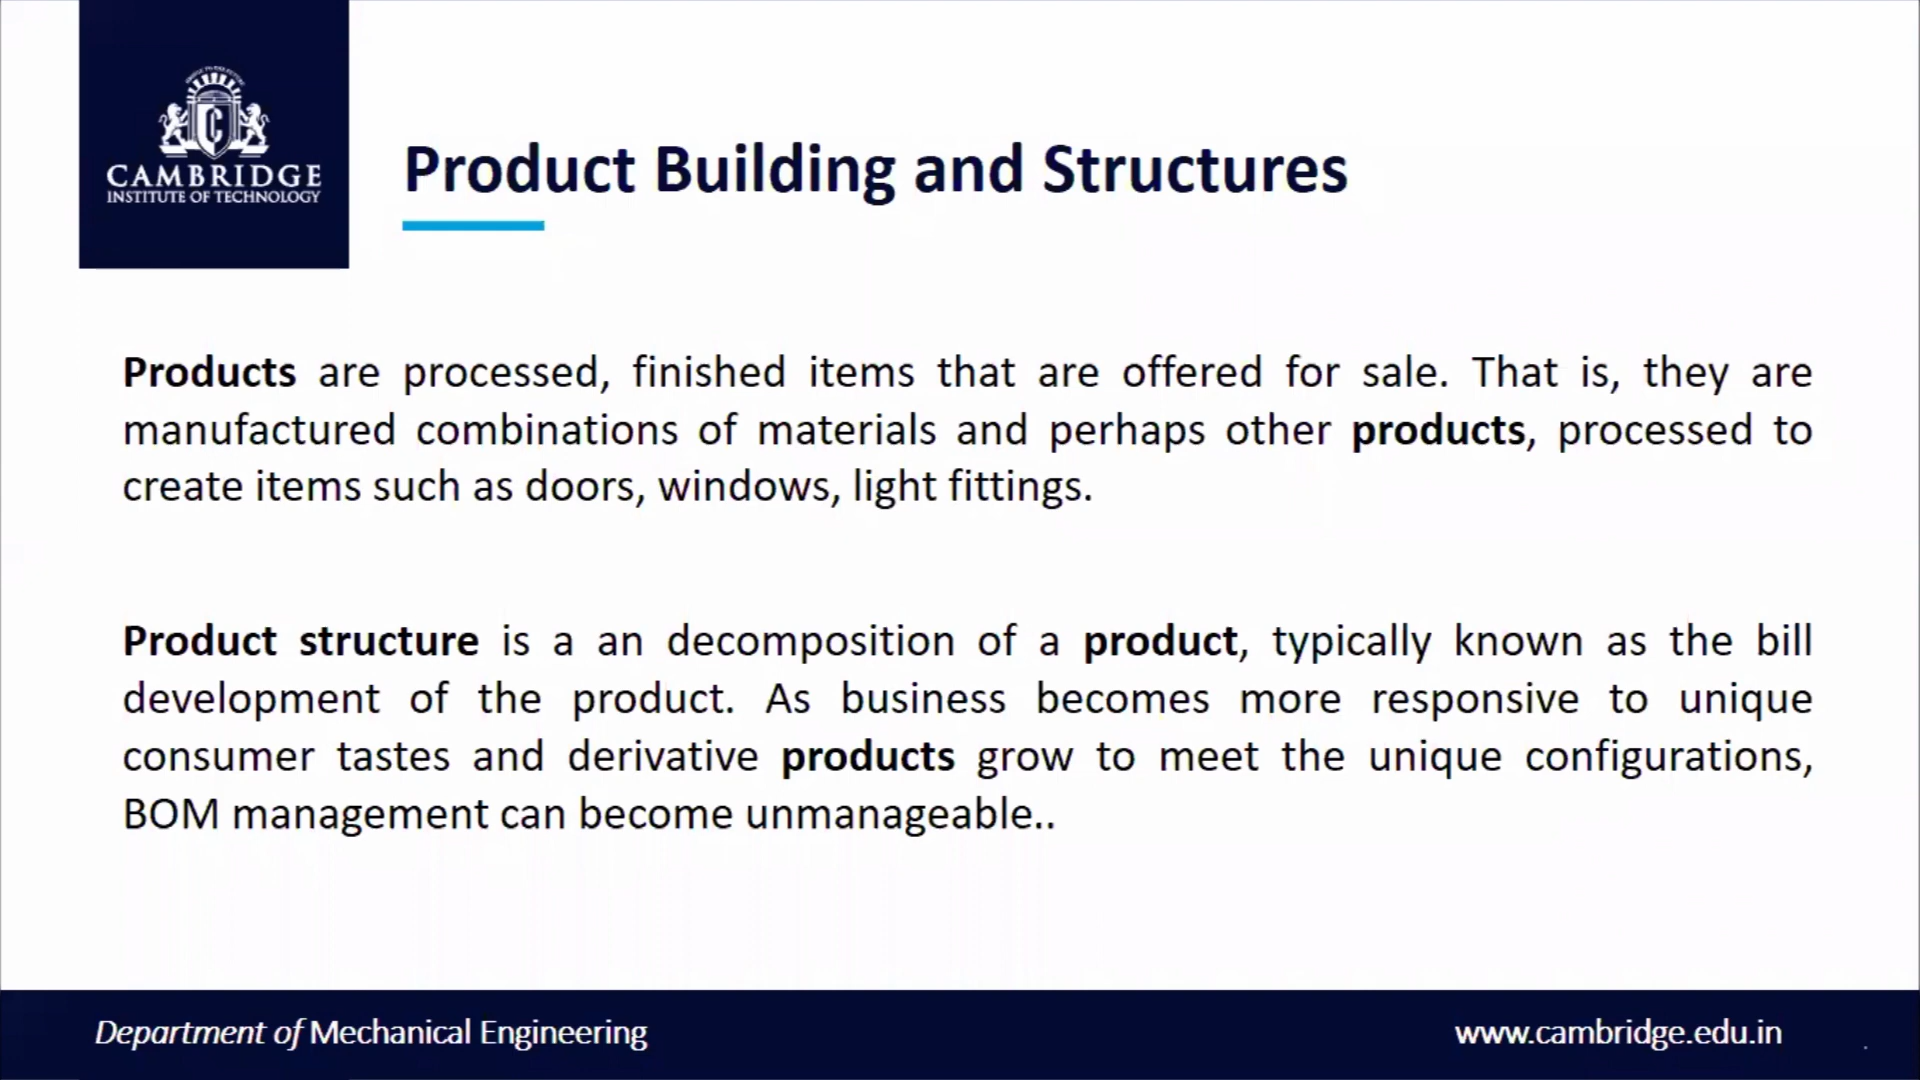 CAMBRIDGE
INSTITUTE OF TECHNOLOGY
Product Building and Structures
Products are processed, finished items that are offered for sale. That is, they are
manufactured combinations of materials and perhaps other products, processed to
create items such as doors, windows, light fittings.
Product structure is a an decomposition of a product, typically known as the bill
development of the product. As business becomes more responsive to unique
consumer tastes and derivative products grow to meet the unique configurations,
BOM management can become unmanageable..
Department of Mechanical Engineering
www.cambridge.edu.in